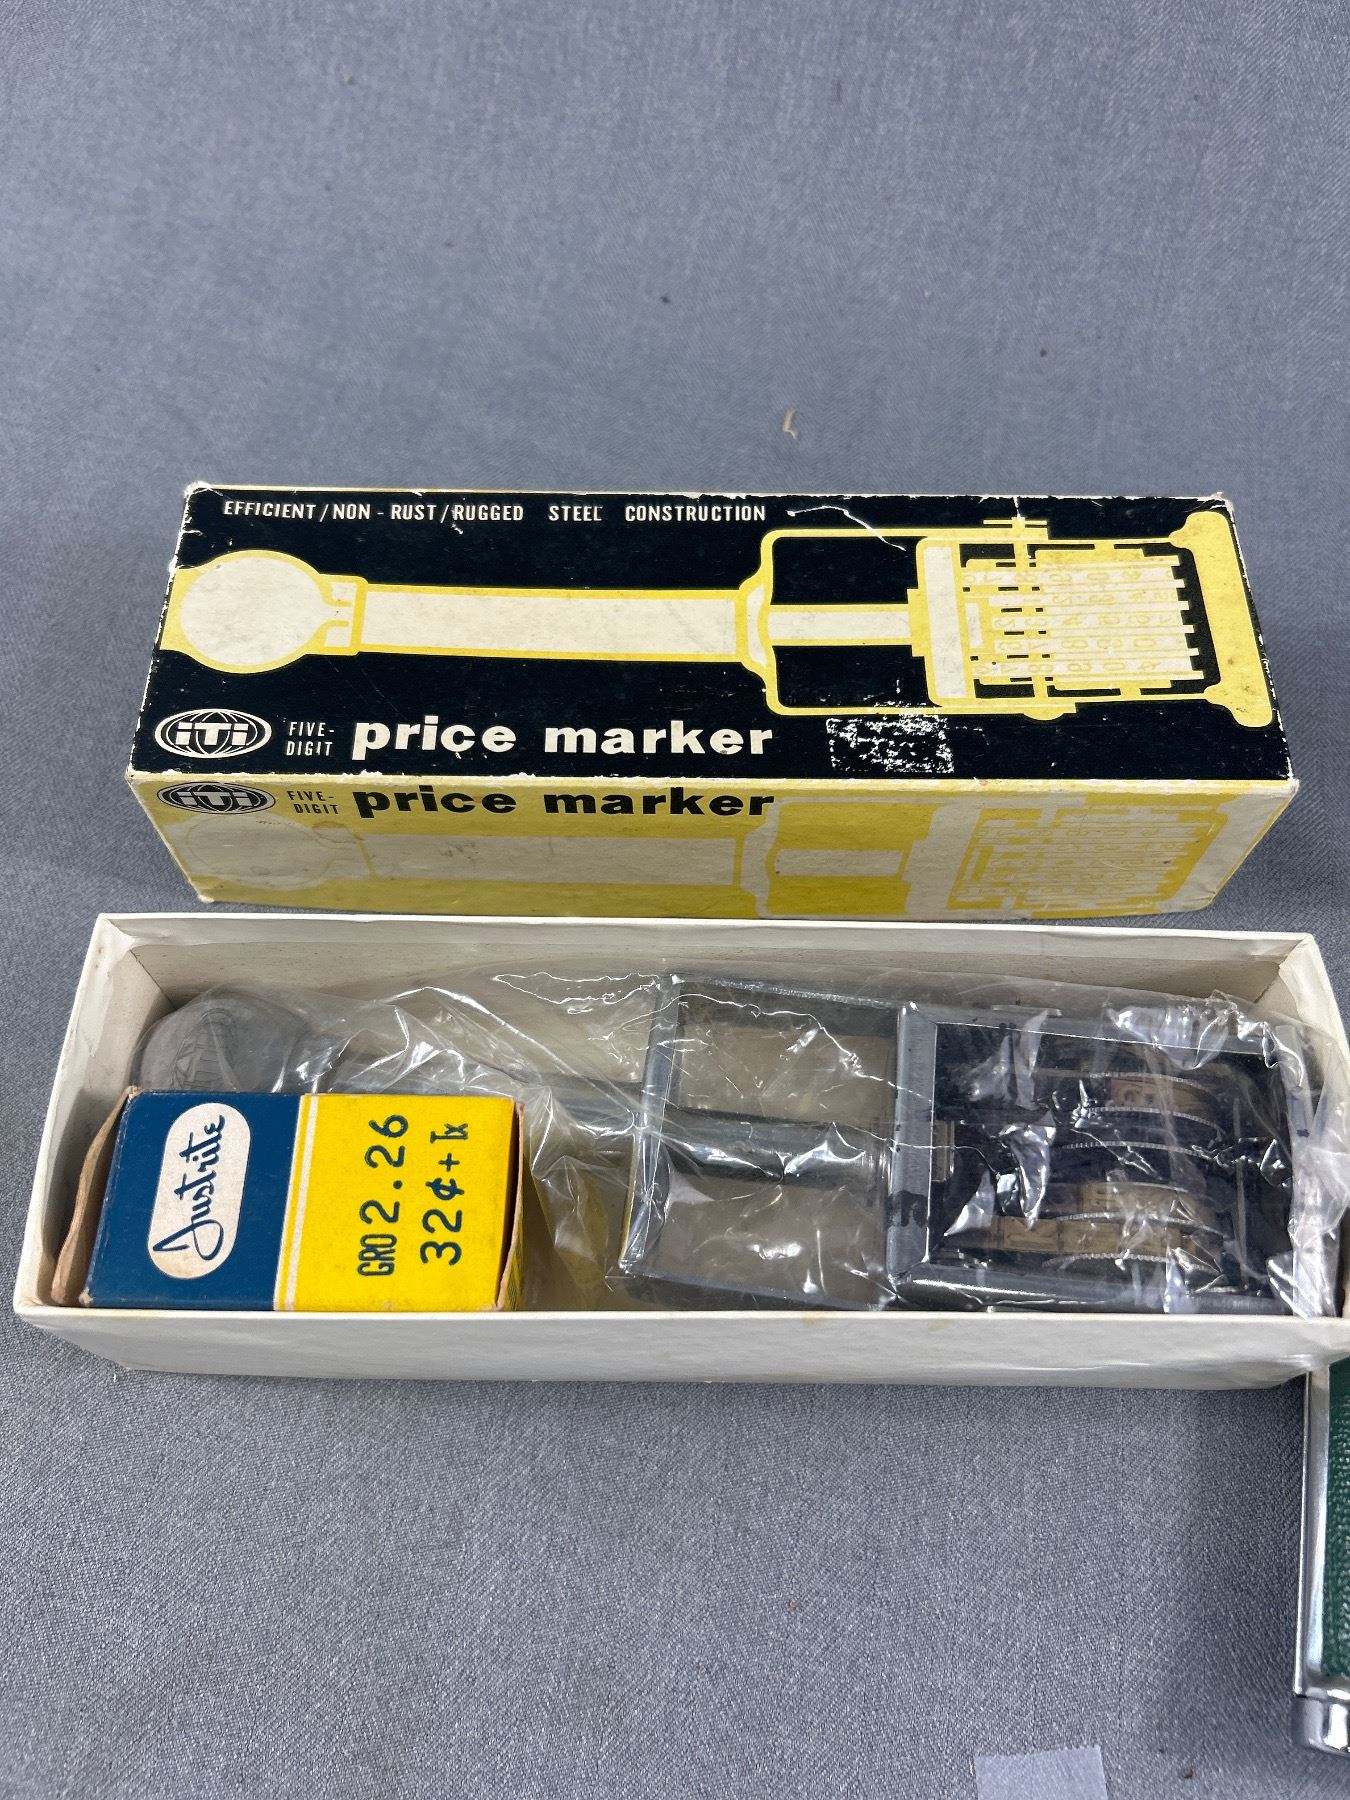 EFFICIENT/NON-RUST/RUGGED STEEL CONSTRUCTION
iTi FIVE-
DIGIT price marker
iTi FIVE-
DIGIT price marker
Justrite
GRO 2.26
32¢+Tx